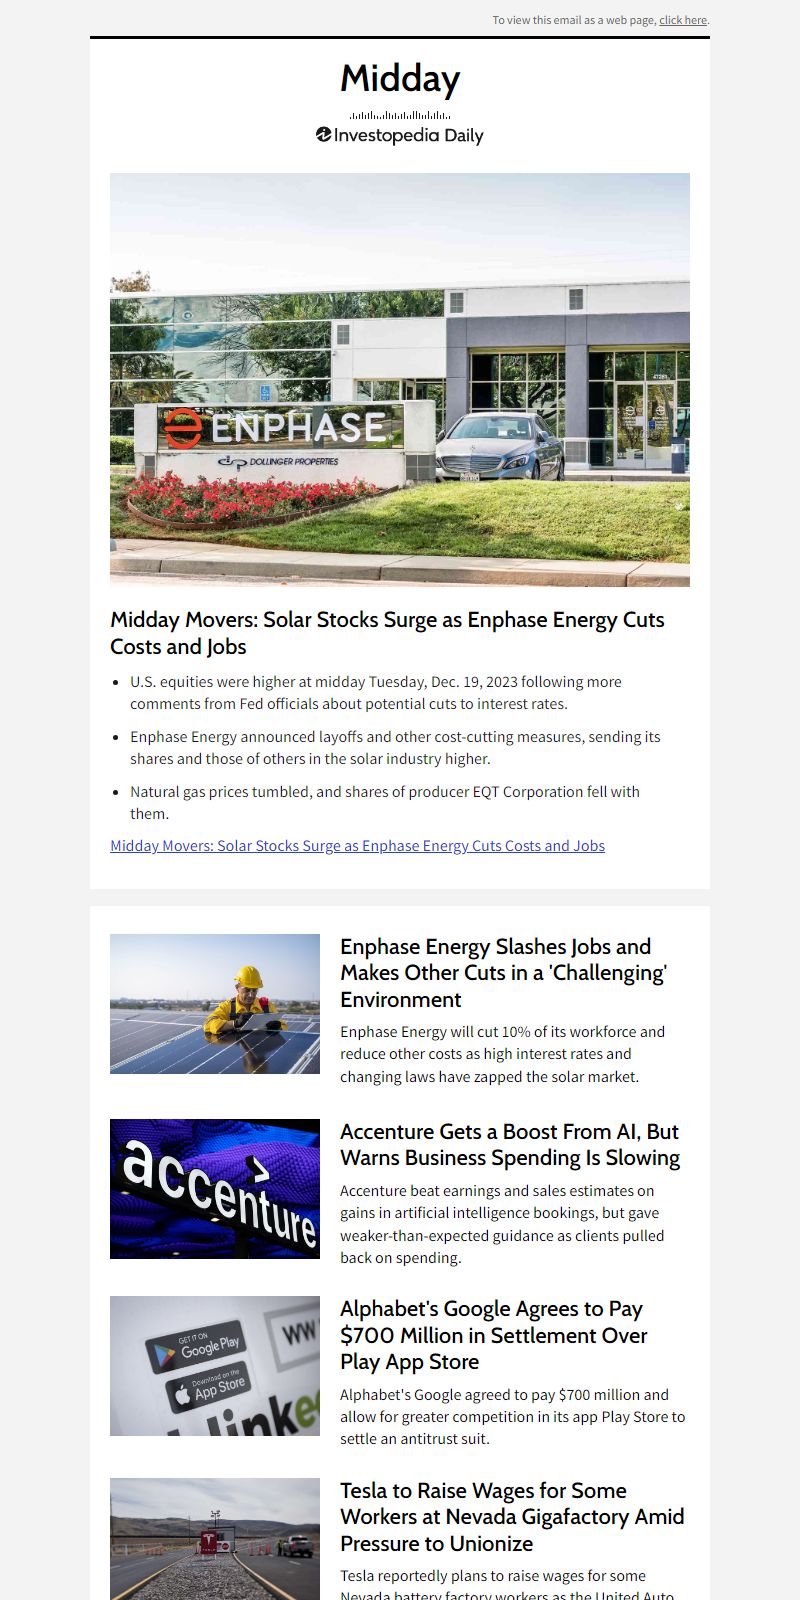 To view this email as a web page, click here.
Midday
Investopedia Daily
ENPHASE
DOLLINGER PROPERTIES
Midday Movers: Solar Stocks Surge as Enphase Energy Cuts
Costs and Jobs
• U.S. equities were higher at midday Tuesday, Dec. 19, 2023 following more
comments from Fed officials about potential cuts to interest rates.
• Enphase Energy announced layoffs and other cost-cutting measures, sending its
shares and those of others in the solar industry higher.
• Natural gas prices tumbled, and shares of producer EQT Corporation fell with
them.
Midday Movers: Solar Stocks Surge as Enphase Energy Cuts Costs and Jobs
Enphase Energy Slashes Jobs and
Makes Other Cuts in a 'Challenging'
Environment
Enphase Energy will cut 10% of its workforce and
reduce other costs as high interest rates and
changing laws have zapped the solar market.
accenture
Accenture Gets a Boost From AI, But
Warns Business Spending Is Slowing
Accenture beat earnings and sales estimates on
gains in artificial intelligence bookings, but gave
weaker-than-expected guidance as clients pulled
back on spending.
GET IT ON
Google Play
Download on the
App Store
ww
linke
Alphabet's Google Agrees to Pay
$700 Million in Settlement Over
Play App Store
Alphabet's Google agreed to pay $700 million and
allow for greater competition in its app Play Store to
settle an antitrust suit.
Tesla to Raise Wages for Some
Workers at Nevada Gigafactory Amid
Pressure to Unionize
Tesla reportedly plans to raise wages for some
Nevada battery factory workers as the United Auto